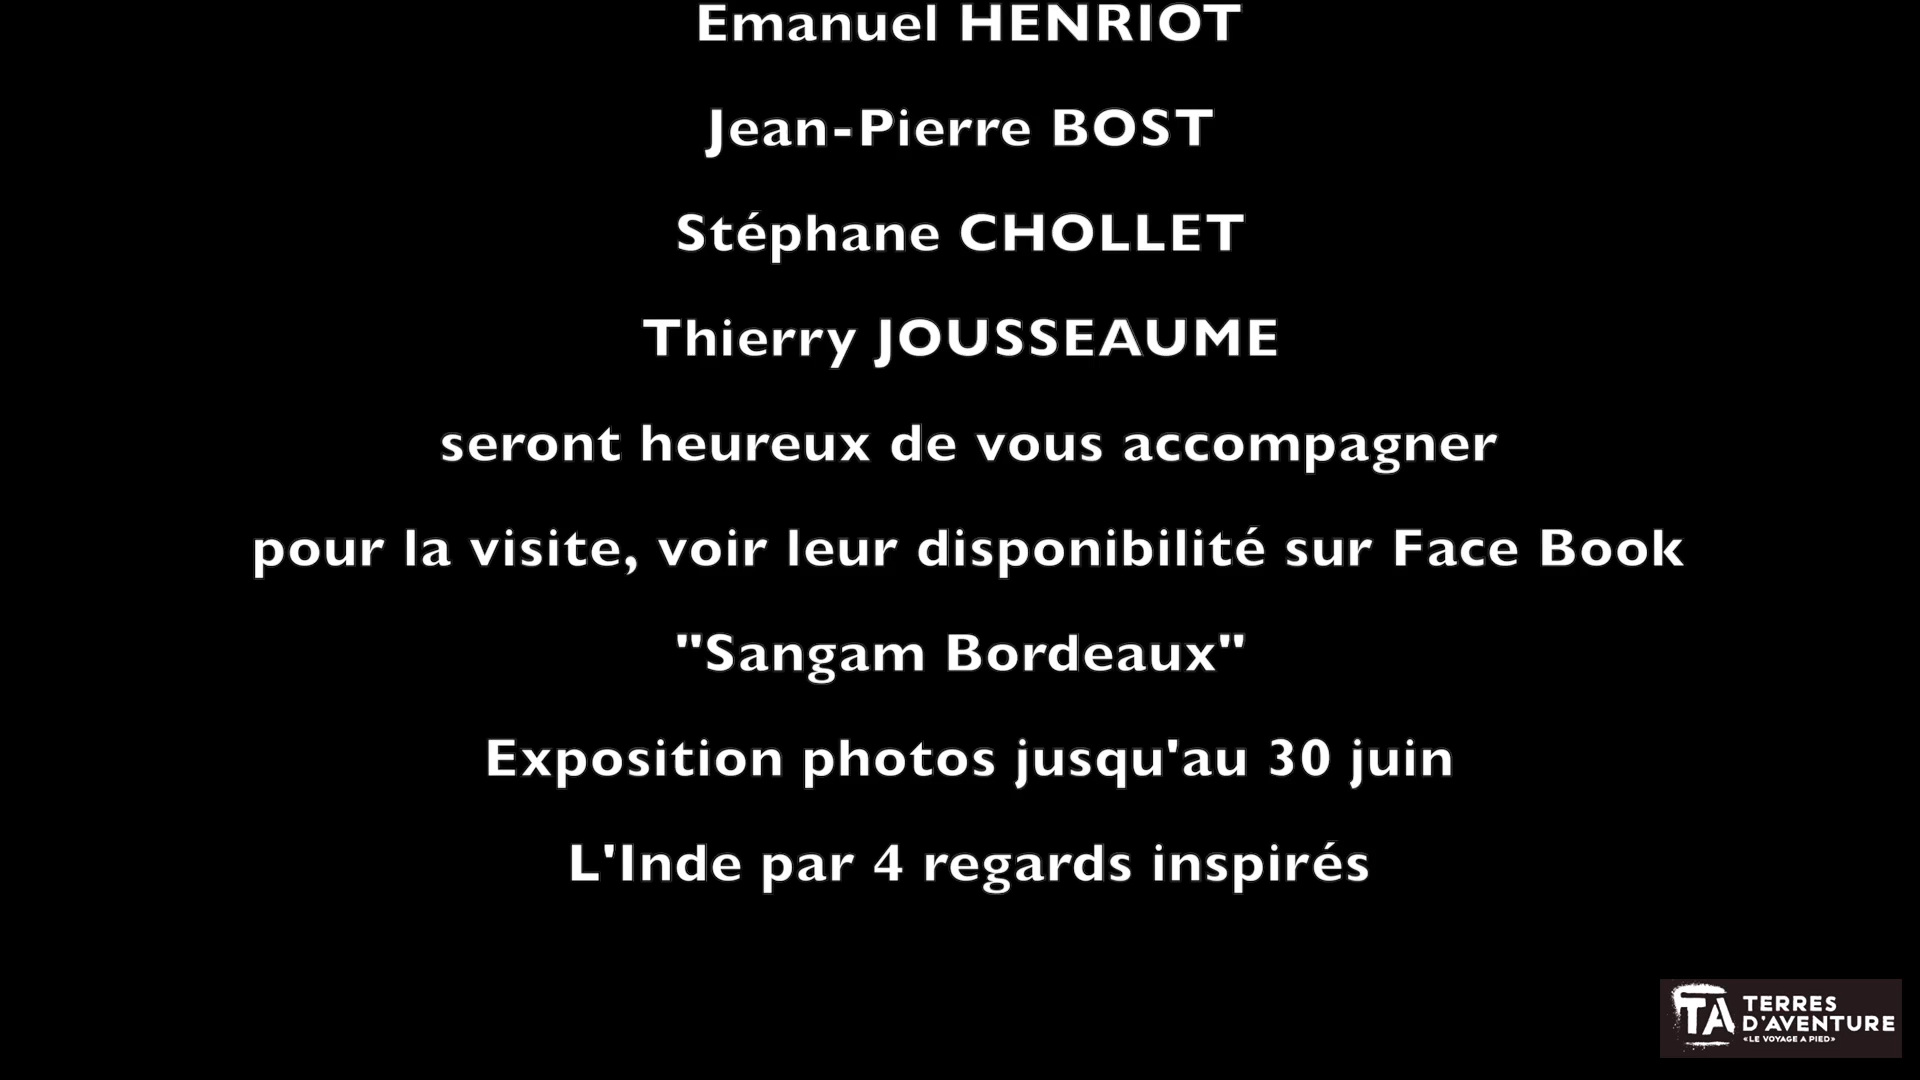 Emanuel HENRIOT
Jean-Pierre BOST
Stéphane CHOLLET
Thierry JOUSSEAUME
seront heureux de vous accompagner
pour la visite, voir leur disponibilité sur Face Book
"Sangam Bordeaux"
Exposition photos jusqu'au 30 juin
L'Inde par 4 regards inspirés
TA TERRES
D'AVENTURE
«LE VOYAGE A PIED»